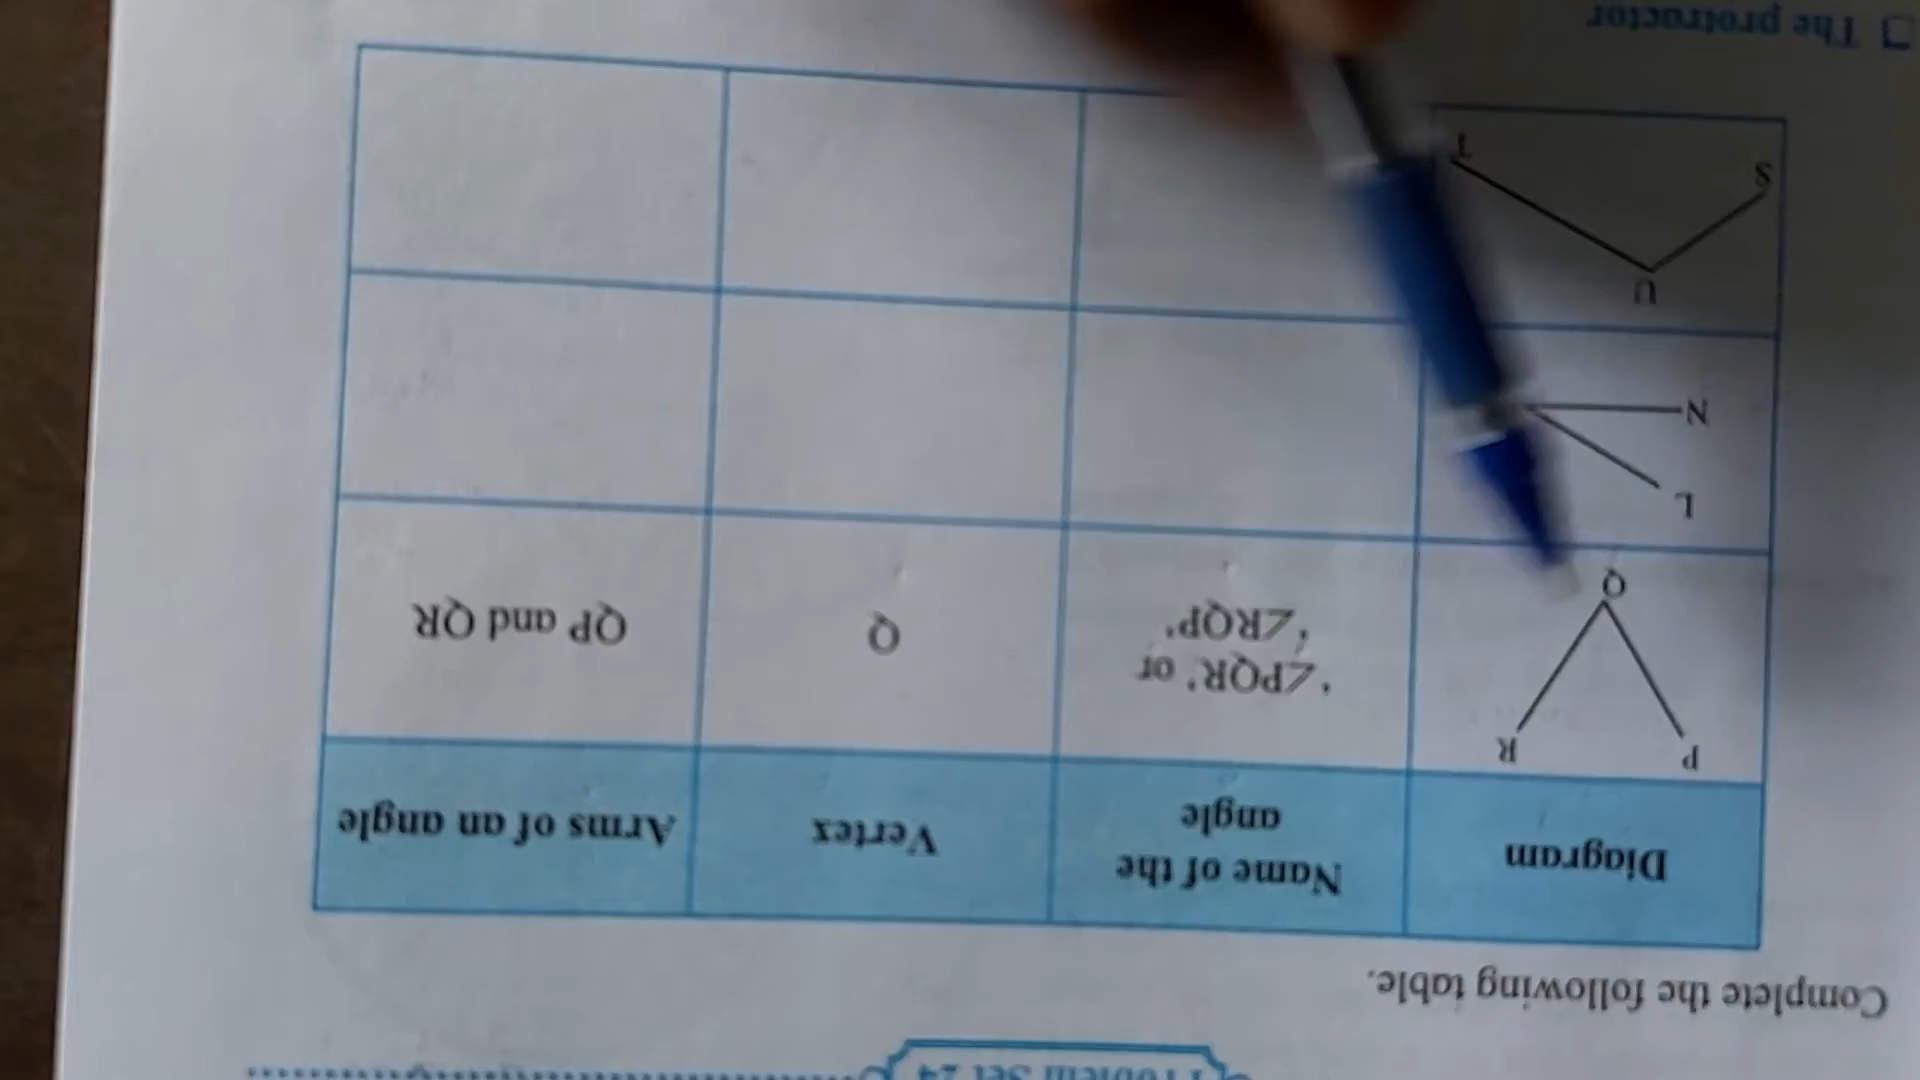 Problem Set 24
Complete the following table.
Diagram
Name of the
angle
Vertex
Arms of an angle
P
R
Q
'∠PQR' or
'∠RQP'
Q
QP and QR
L
N
U
S
T
❑ The protractor